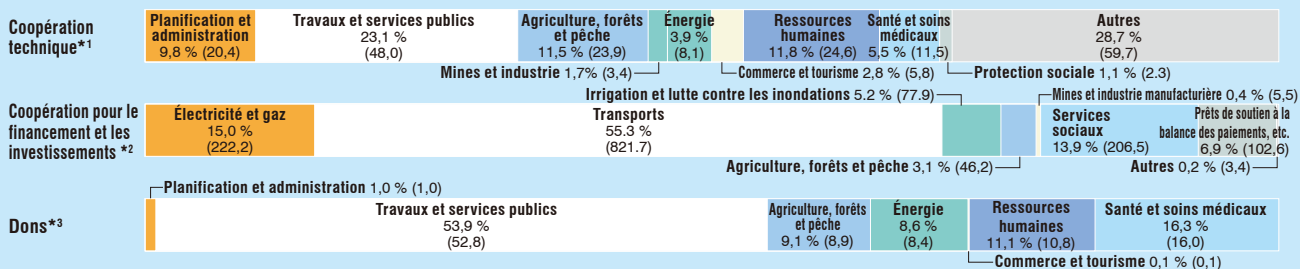 Coopération
technique*1
Planification et
administration
9,8 % (20,4)
Travaux et services publics
23,1 %
(48,0)
Agriculture, forêts
et pêche
11,5 % (23,9)
Énergie
3,9 %
(8,1)
Ressources
humaines
11,8 % (24,6)
Santé et soins
médicaux
5,5 % (11,5)
Autres
28,7 %
(59,7)
Mines et industrie 1,7% (3,4)
Commerce et tourisme 2,8 % (5,8)
Protection sociale 1,1 % (2.3)
Coopération pour le
financement et les
investissements *2
Irrigation et lutte contre les inondations 5.2 % (77.9)
Mines et industrie manufacturière 0,4 % (5,5)
Électricité et gaz
15,0 %
(222,2)
Transports
55.3 %
(821.7)
Services
sociaux
13,9 % (206,5)
Prêts de soutien à la
balance des paiements, etc.
6,9 % (102,6)
Agriculture, forêts et pêche 3,1 % (46,2)
Autres 0,2 % (3,4)
Dons*3
Planification et administration 1,0 % (1,0)
Travaux et services publics
53,9 %
(52,8)
Agriculture, forêts
et pêche
9,1 % (8,9)
Énergie
8,6 %
(8,4)
Ressources
humaines
11,1 % (10,8)
Santé et soins médicaux
16,3 %
(16,0)
Commerce et tourisme 0,1 % (0,1)